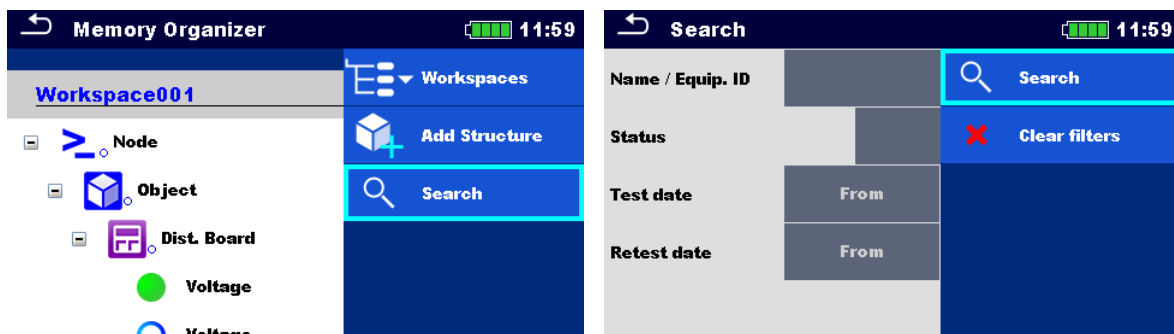 Memory Organizer
11:59
Workspace001
Workspaces
Node
Add Structure
Object
Search
Dist. Board
Voltage
Voltage
Search
11:59
Name / Equip. ID
Search
Status
Clear filters
Test date
From
Retest date
From